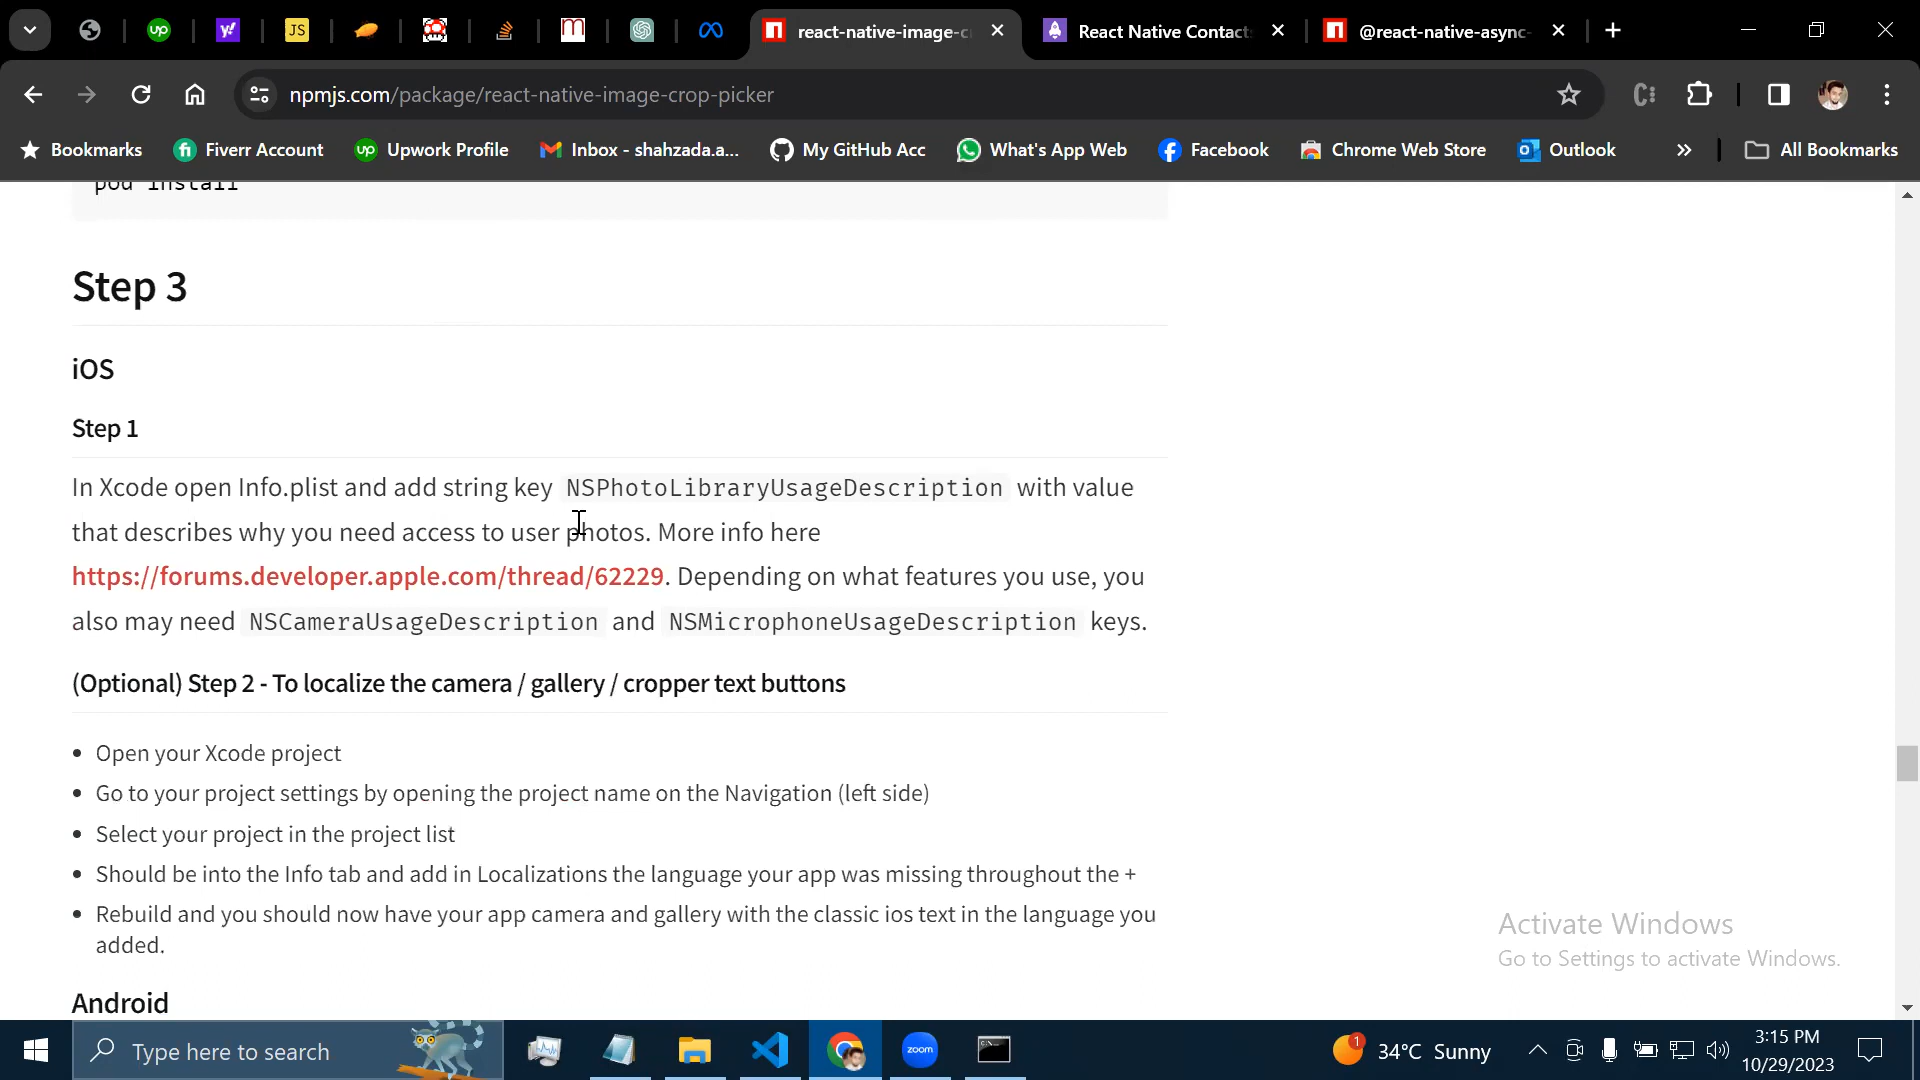 react-native-image-c
React Native Contact
@react-native-async-
npmjs.com/package/react-native-image-crop-picker
Bookmarks
Fiverr Account
Upwork Profile
Inbox - shahzada.a...
My GitHub Acc
What's App Web
Facebook
Chrome Web Store
Outlook
All Bookmarks
pod install
Step 3
iOS
Step 1
In Xcode open Info.plist and add string key NSPhotoLibraryUsageDescription with value
that describes why you need access to user photos. More info here
https://forums.developer.apple.com/thread/62229. Depending on what features you use, you
also may need NSCameraUsageDescription and NSMicrophoneUsageDescription keys.
(Optional) Step 2 - To localize the camera / gallery / cropper text buttons
Open your Xcode project
Go to your project settings by opening the project name on the Navigation (left side)
Select your project in the project list
Should be into the Info tab and add in Localizations the language your app was missing throughout the +
Rebuild and you should now have your app camera and gallery with the classic ios text in the language you
added.
Android
Activate Windows
Go to Settings to activate Windows.
Type here to search
zoom
1
34°C Sunny
3:15 PM
10/29/2023